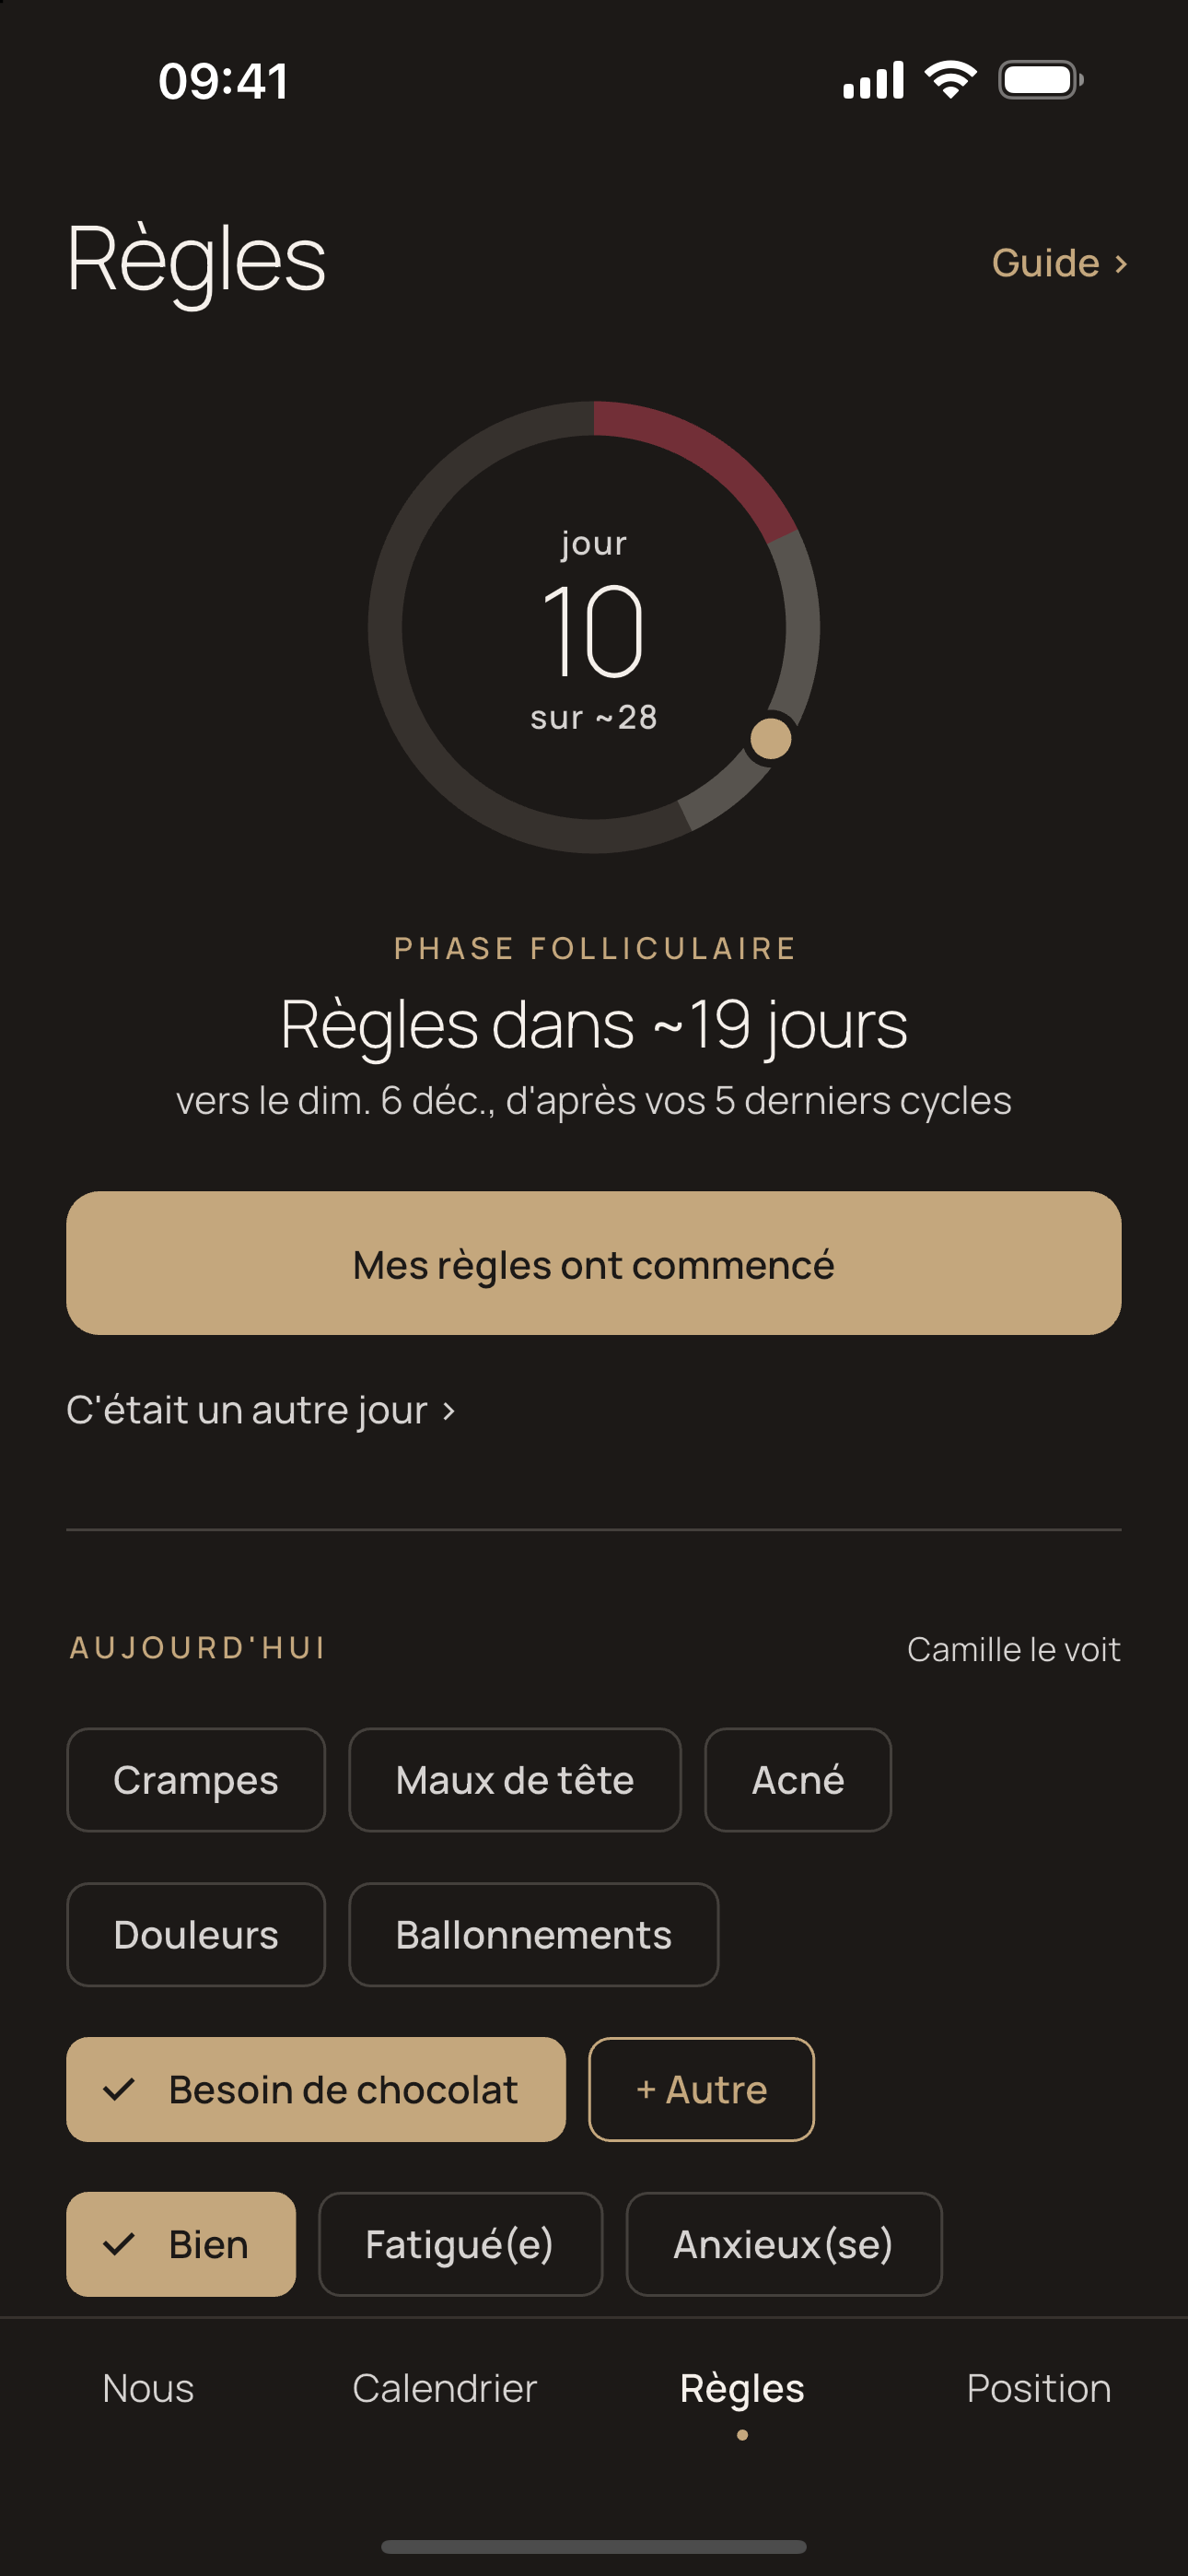 09:41
Règles
Guide ›
jour
10
sur ~28
PHASE FOLLICULAIRE
Règles dans ~19 jours
vers le dim. 6 déc., d'après vos 5 derniers cycles
Mes règles ont commencé
C'était un autre jour ›
AUJOURD'HUI
Camille le voit
Crampes
Maux de tête
Acné
Douleurs
Ballonnements
Besoin de chocolat
+ Autre
Bien
Fatigué(e)
Anxieux(se)
Nous
Calendrier
Règles
Position